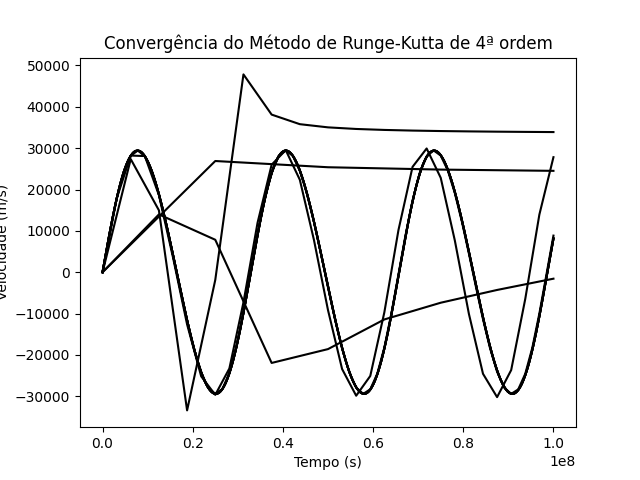 Convergência do Método de Runge-Kutta de 4ª ordem
50000
40000
30000
20000
10000
0
−10000
−20000
−30000
Velocidade (m/s)
0.0 0.2 0.4 0.6 0.8 1.0
1e8
Tempo (s)